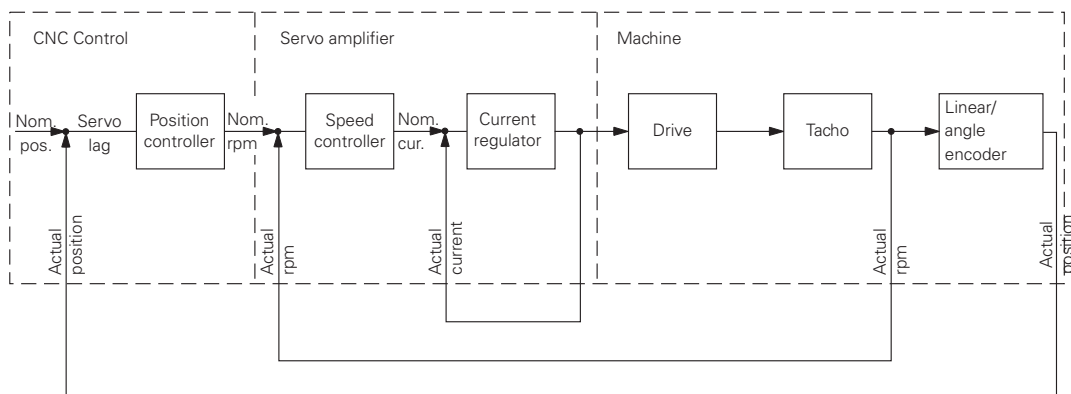 CNC Control
Servo amplifier
Machine
Nom.
pos.
Servo
lag
Position
controller
Nom.
rpm
Speed
controller
Nom.
cur.
Current
regulator
Drive
Tacho
Linear/
angle
encoder
Actual
position
Actual
rpm
Actual
current
Actual
rpm
Actual
position